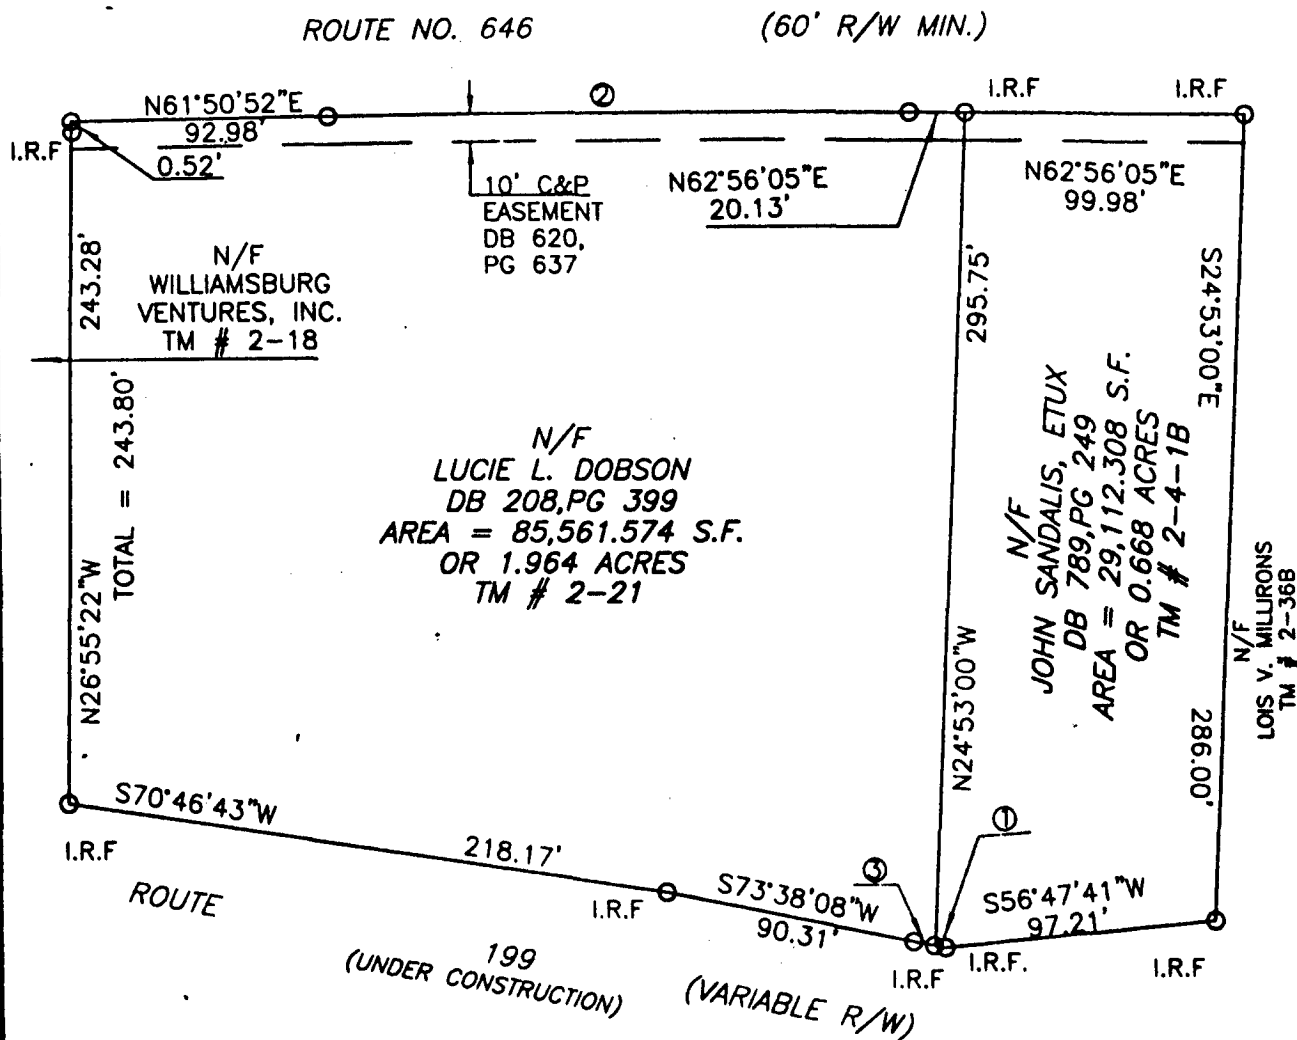 ROUTE NO. 646 (60' R/W MIN.)
I.R.F I.R.F
N61°50'52"E
92.98'
②
I.R.F
0.52'
10' C&P
EASEMENT
DB 620,
PG 637
N62°56'05"E
20.13'
N62°56'05"E
99.98'
243.28'
N/F
WILLIAMSBURG
VENTURES, INC.
TM # 2-18
295.75'
S24°53'00"E
TOTAL = 243.80'
N26°55'22"W
N/F
LUCIE L. DOBSON
DB 208,PG 399
AREA = 85,561.574 S.F.
OR 1.964 ACRES
TM # 2-21
N/F
JOHN SANDALIS, ETUX
DB 789,PG 249
AREA = 29,112.308 S.F.
OR 0.668 ACRES
TM # 2-4-1B
N/F
LOIS V. MILLIRONS
TM # 2-36B
N24°53'00"W
286.00'
S70°46'43"W
218.17'
I.R.F
①
③
S73°38'08"W
90.31'
S56°47'41"W
97.21'
I.R.F
I.R.F
I.R.F.
I.R.F
ROUTE
199
(UNDER CONSTRUCTION)
(VARIABLE R/W)